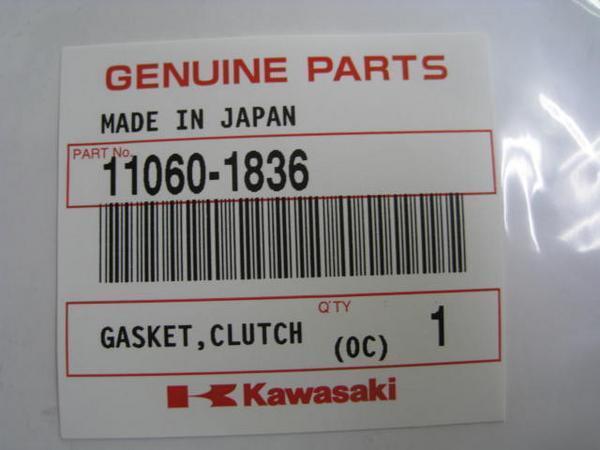 GENUINE PARTS
MADE IN JAPAN
PART No.
11060-1836
Q'TY
GASKET,CLUTCH (OC) 1
Kawasaki